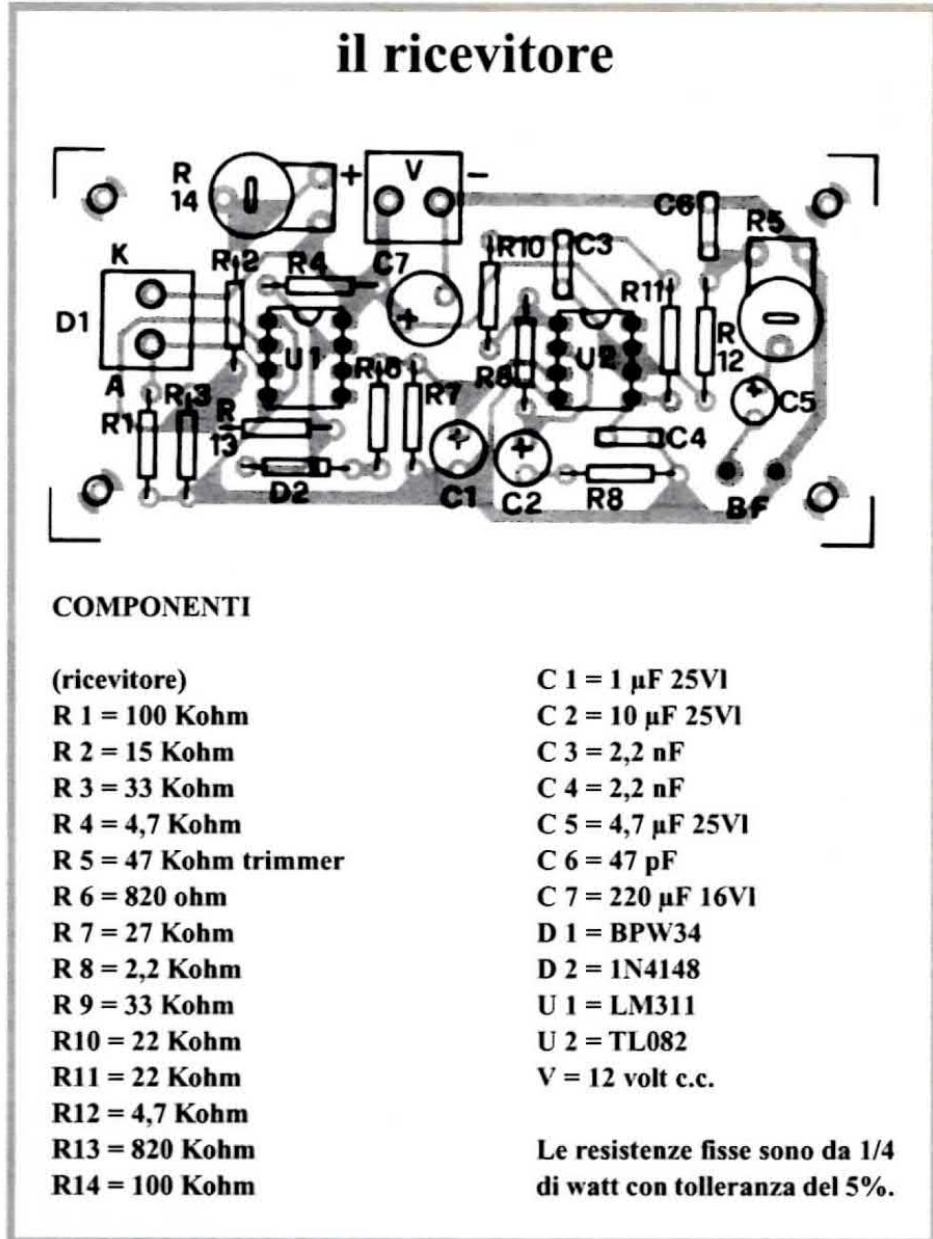 il ricevitore
R 14
+ V -
C6
R5
K
R 2
R4
C7
R10
C3
D1
U1
R11
U2
R 12
A
R1
R 3
R 6
R7
C5
R 13
C4
D2
C1
C2
R8
BF
COMPONENTI
(ricevitore)
R 1 = 100 Kohm
R 2 = 15 Kohm
R 3 = 33 Kohm
R 4 = 4,7 Kohm
R 5 = 47 Kohm trimmer
R 6 = 820 ohm
R 7 = 27 Kohm
R 8 = 2,2 Kohm
R 9 = 33 Kohm
R10 = 22 Kohm
R11 = 22 Kohm
R12 = 4,7 Kohm
R13 = 820 Kohm
R14 = 100 Kohm
C 1 = 1 µF 25Vl
C 2 = 10 µF 25Vl
C 3 = 2,2 nF
C 4 = 2,2 nF
C 5 = 4,7 µF 25Vl
C 6 = 47 pF
C 7 = 220 µF 16Vl
D 1 = BPW34
D 2 = 1N4148
U 1 = LM311
U 2 = TL082
V = 12 volt c.c.
Le resistenze fisse sono da 1/4
di watt con tolleranza del 5%.